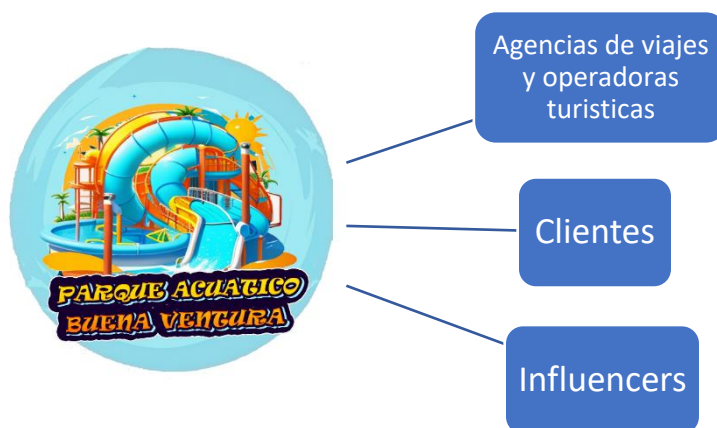 Agencias de viajes
y operadoras
turisticas
Clientes
PARQUE ACUATICO
BUENA VENTURA
Influencers